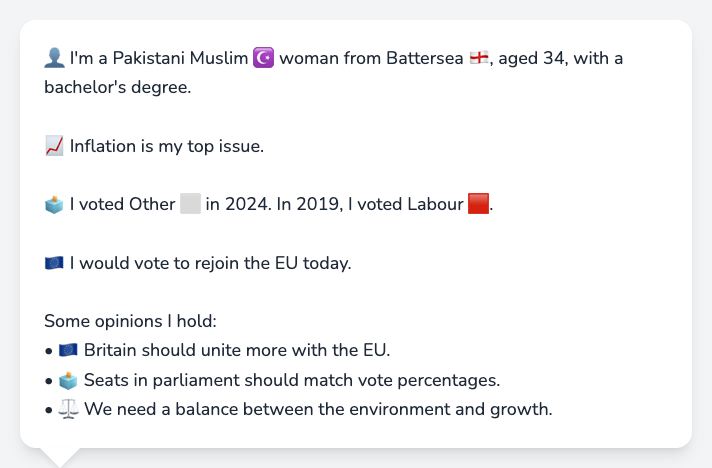 👤 I'm a Pakistani Muslim ☪️ woman from Battersea 🏴󠁧󠁢󠁥󠁮󠁧󠁿, aged 34, with a
bachelor's degree.
📈 Inflation is my top issue.
🗳️ I voted Other ⬜ in 2024. In 2019, I voted Labour 🟥.
🇪🇺 I would vote to rejoin the EU today.
Some opinions I hold:
• 🇪🇺 Britain should unite more with the EU.
• 🗳️ Seats in parliament should match vote percentages.
• ⚖️ We need a balance between the environment and growth.